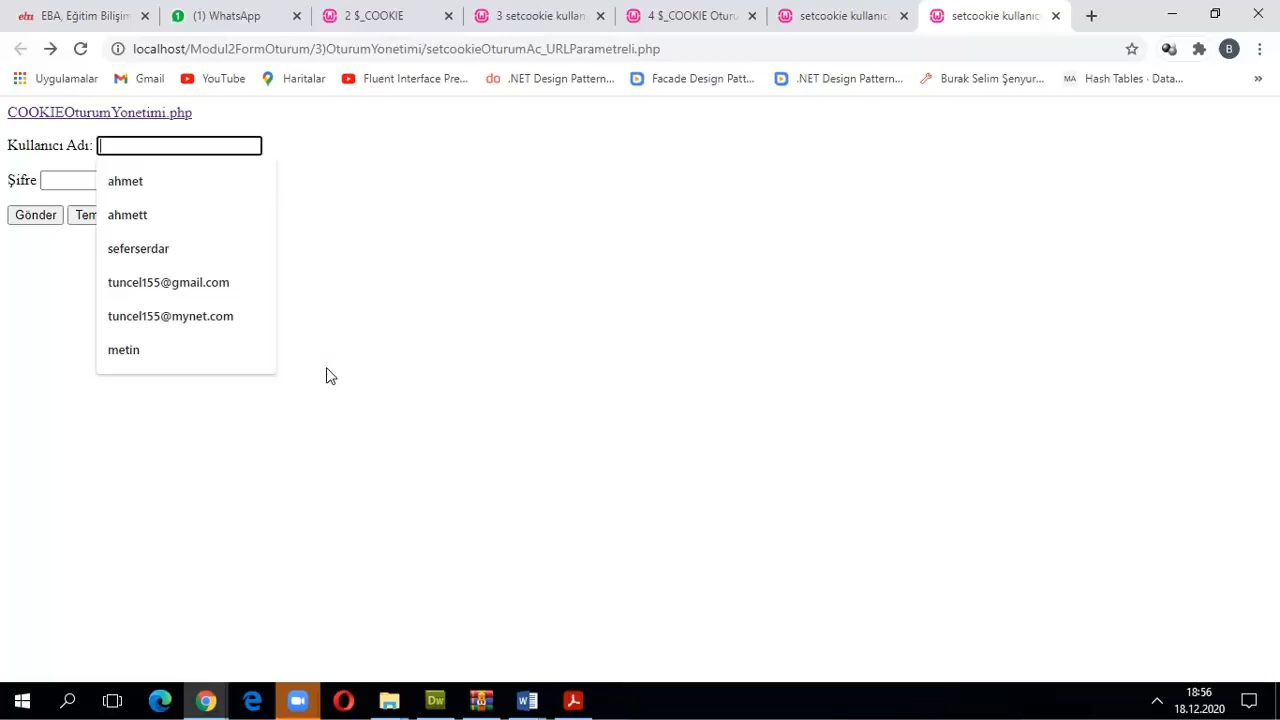 EBA, Eğitim Bilişim
(1) WhatsApp
2 $_COOKIE
3 setcookie kullan
4 $_COOKIE Oturu
setcookie kullanıc
setcookie kullanıc
localhost/Modul2FormOturum/3)OturumYonetimi/setcookieOturumAc_URLParametreli.php
B
Uygulamalar
Gmail
YouTube
Haritalar
Fluent Interface Pre...
do .NET Design Pattern...
Facade Design Patt...
.NET Design Pattern...
Burak Selim Şenyur...
MA Hash Tables - Data...
»
COOKIEOturumYonetimi.php
Kullanıcı Adı:
ahmet
Şifre
ahmett
Gönder
Tem
seferserdar
tuncel155@gmail.com
tuncel155@mynet.com
metin
Dw
18:56
18.12.2020